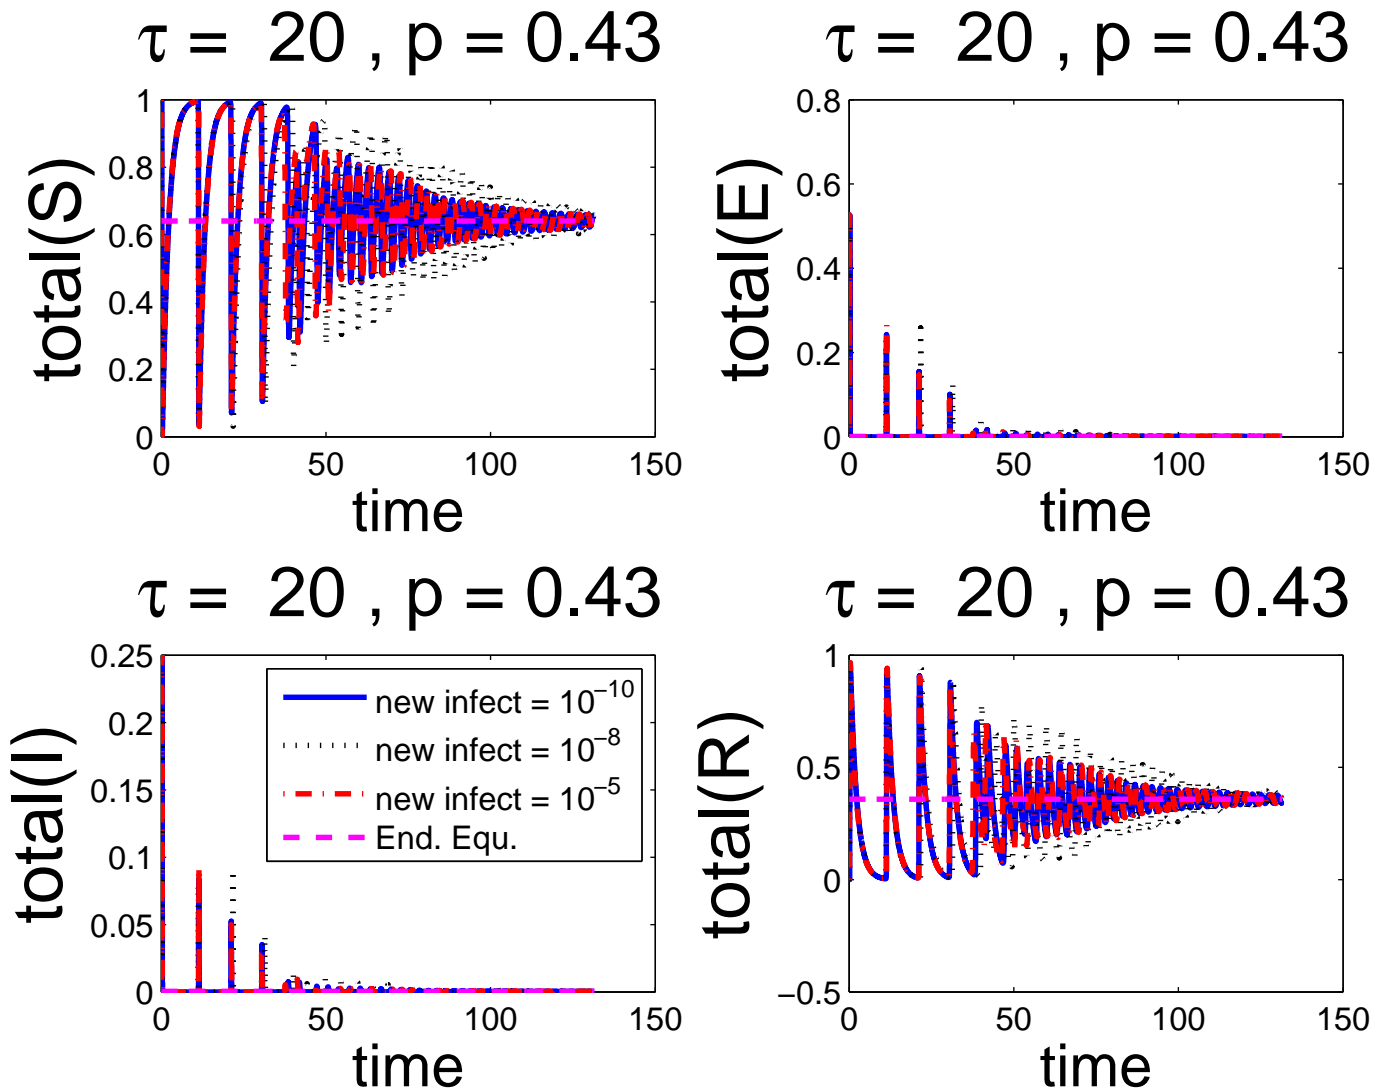 τ = 20 , p = 0.43
total(S)
1
0.8
0.6
0.4
0.2
0
0 50 100 150
time
τ = 20 , p = 0.43
total(E)
0.8
0.6
0.4
0.2
0
0 50 100 150
time
τ = 20 , p = 0.43
total(I)
0.25
0.2
0.15
0.1
0.05
0
new infect = 10⁻¹⁰
new infect = 10⁻⁸
new infect = 10⁻⁵
End. Equ.
0 50 100 150
time
τ = 20 , p = 0.43
total(R)
1
0.5
0
−0.5
0 50 100 150
time